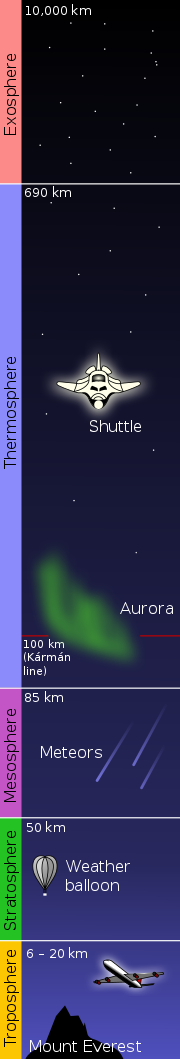 10,000 km
Exosphere
690 km
Thermosphere
Shuttle
Aurora
100 km
(Kármán
line)
85 km
Mesosphere
Meteors
50 km
Stratosphere
Weather
balloon
6 – 20 km
Troposphere
Mount Everest